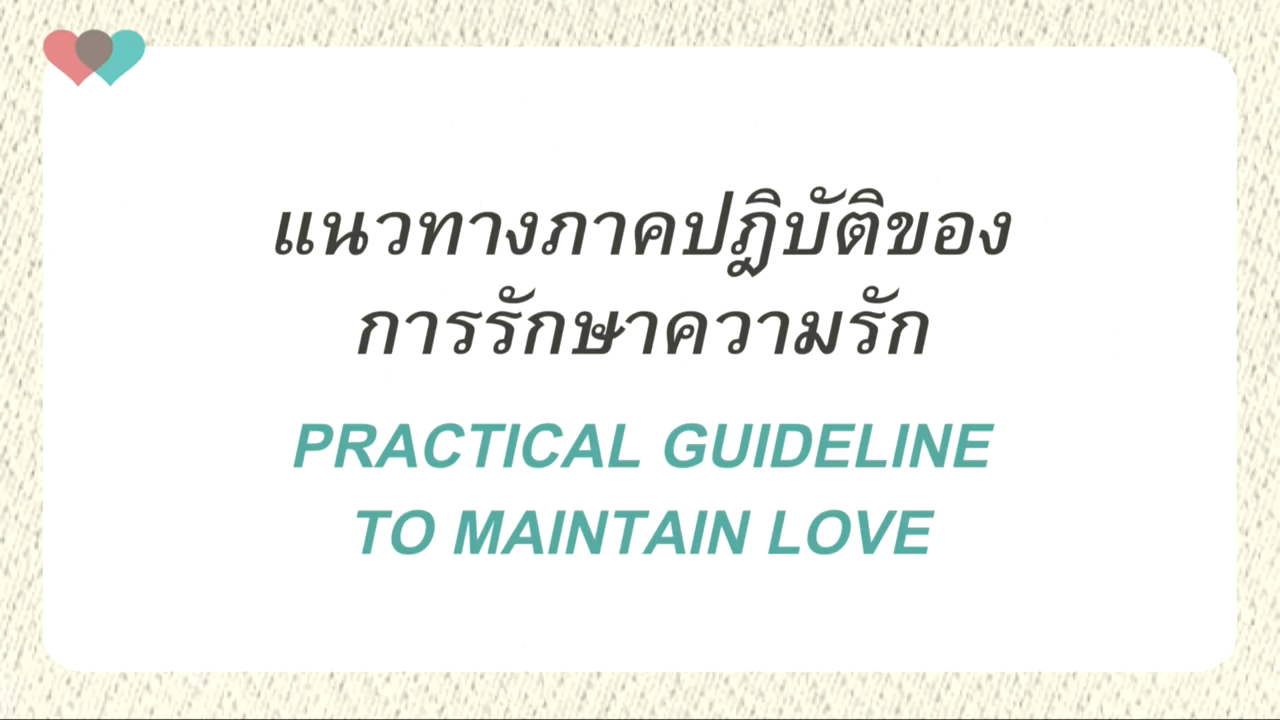 แนวทางภาคปฎิบัติของ
การรักษาความรัก
PRACTICAL GUIDELINE
TO MAINTAIN LOVE